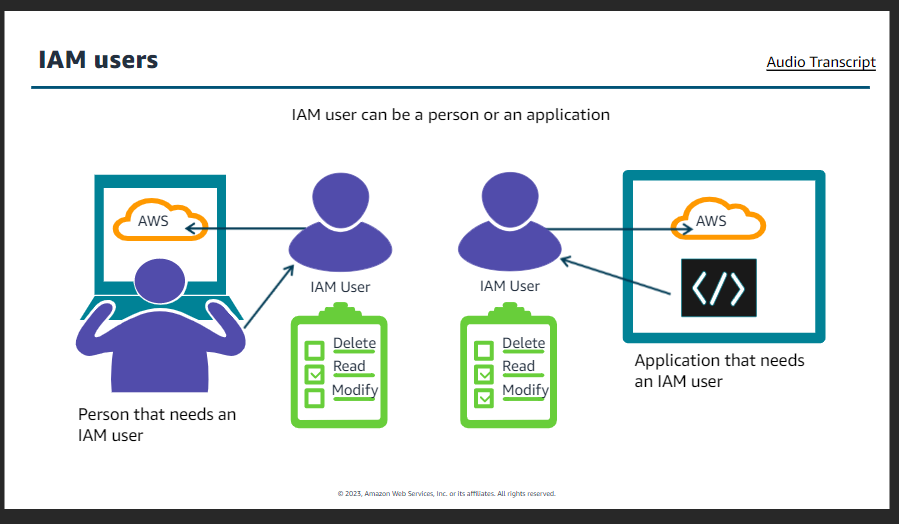 IAM users
Audio Transcript
IAM user can be a person or an application
AWS
IAM User
Delete
Read
Modify
Person that needs an
IAM user
IAM User
Delete
Read
Modify
AWS
</>
Application that needs
an IAM user
© 2023, Amazon Web Services, Inc. or its affiliates. All rights reserved.